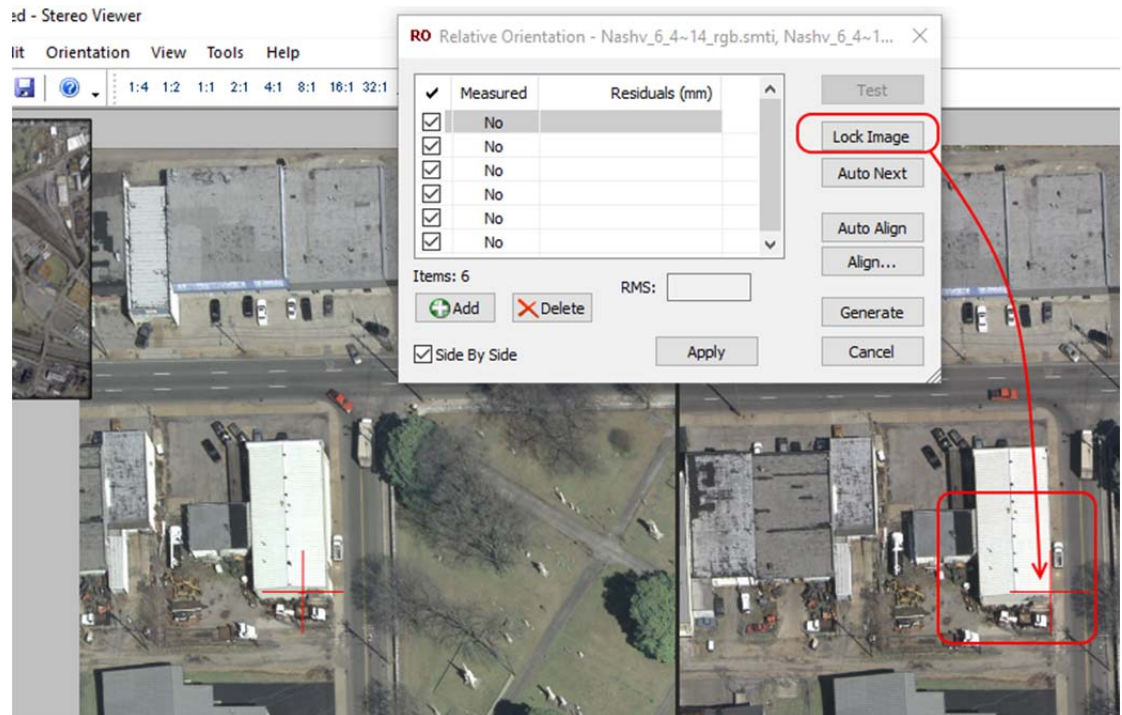 ed - Stereo Viewer
lit Orientation View Tools Help
1:4 1:2 1:1 2:1 4:1 8:1 16:1 32:1
RO Relative Orientation - Nashv_6_4~14_rgb.smti, Nashv_6_4~1...
Measured Residuals (mm)
No
No
No
No
No
No
Items: 6
RMS:
Add Delete
Side By Side
Apply
Test
Lock Image
Auto Next
Auto Align
Align...
Generate
Cancel